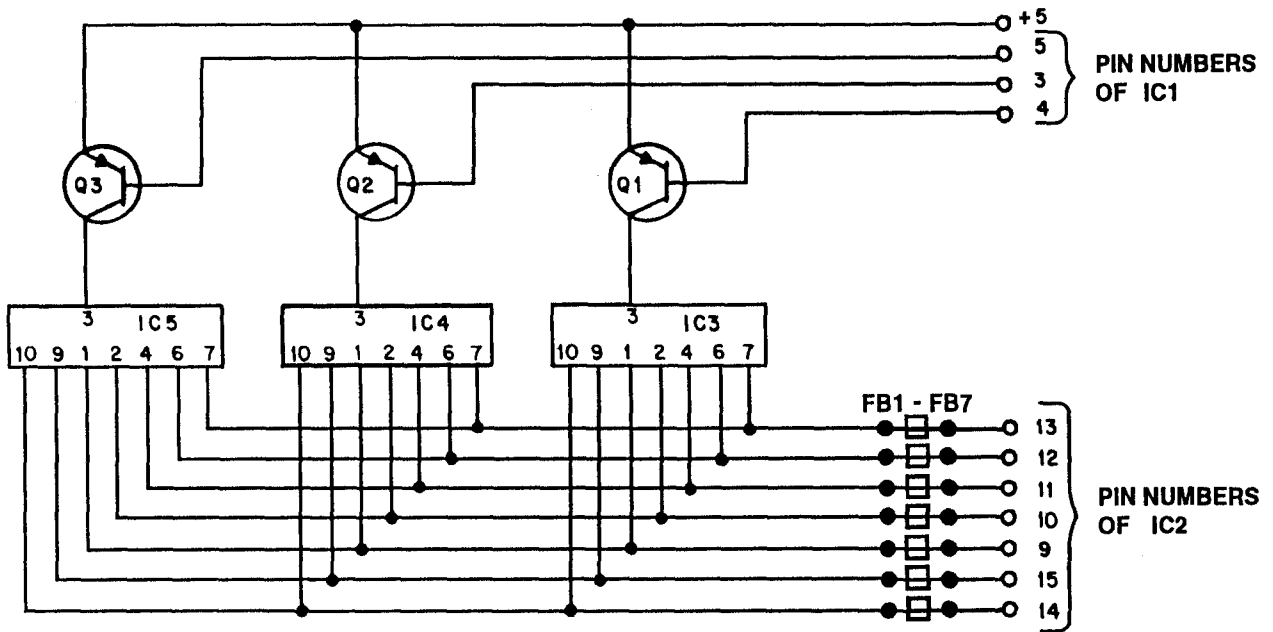 +5
5
3
4
PIN NUMBERS
OF IC1
Q3
Q2
Q1
3 IC5
10 9 1 2 4 6 7
3 IC4
10 9 1 2 4 6 7
3 IC3
10 9 1 2 4 6 7
FB1 - FB7
13
12
11
10
9
15
14
PIN NUMBERS
OF IC2